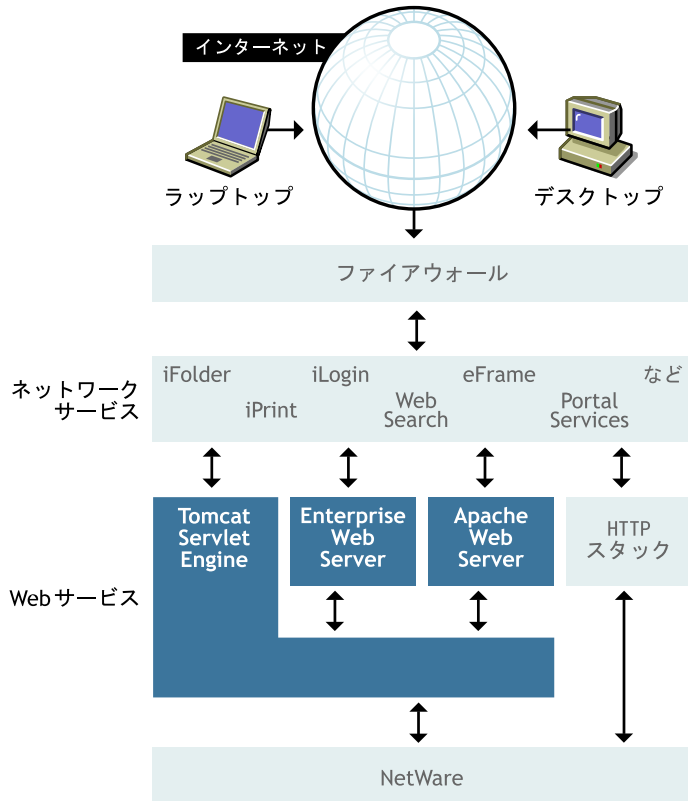 インターネット
ラップトップ
デスクトップ
ファイアウォール
ネットワーク
サービス
iFolder
iLogin
eFrame
など
iPrint
Web
Search
Portal
Services
Tomcat
Servlet
Engine
Enterprise
Web
Server
Apache
Web
Server
HTTP
スタック
Webサービス
NetWare